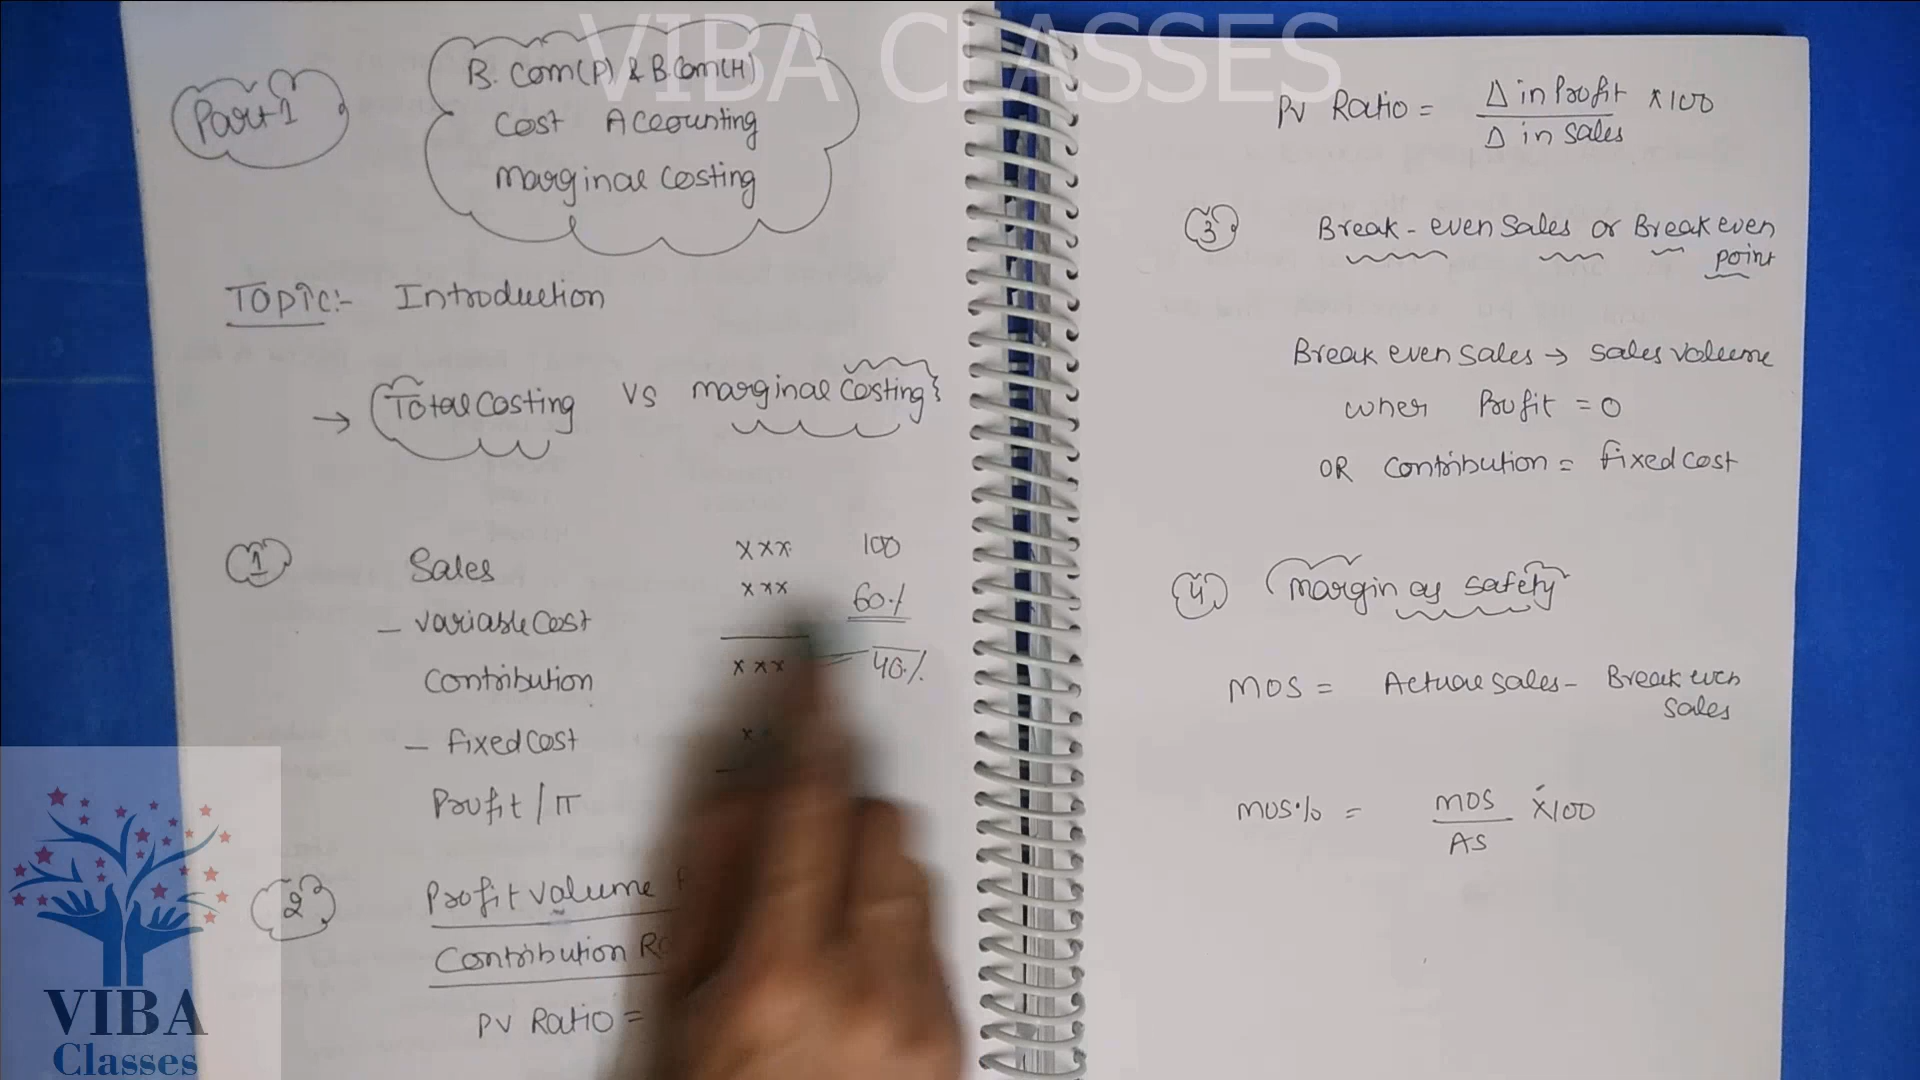 VIBA CLASSES
Part 1
B. Com(P) & B.Com(H)
Cost Accounting
Marginal Costing
TOPIC:- Introduction
→ Total Costing VS Marginal Costing
1 Sales xxx 100
- Variable Cost xxx 60%
Contribution xxx 40%
- Fixed Cost
Profit / π
2 Profit Volume
Contribution
PV Ratio =
PV Ratio = Δ in Profit × 100
Δ in Sales
3 Break-even Sales or Break even
point
Break even Sales → Sales Volume
when Profit = 0
OR Contribution = Fixed Cost
4 Margin of Safety
MOS = Actual Sales - Break even
Sales
MOS% = MOS × 100
AS
VIBA
Classes